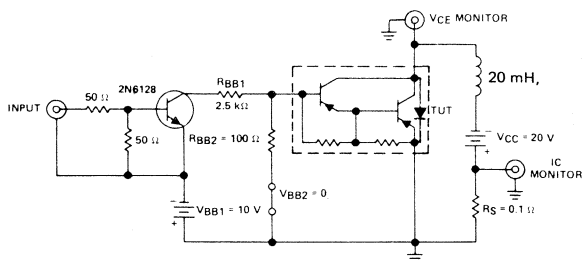 VCE MONITOR
RBB1
2N6128
20 mH,
50 Ω
2.5 kΩ
TUT
INPUT
50 Ω
RBB2 = 100 Ω
VCC = 20 V
IC
MONITOR
VBB2 = 0
VBB1 = 10 V
RS = 0.1 Ω